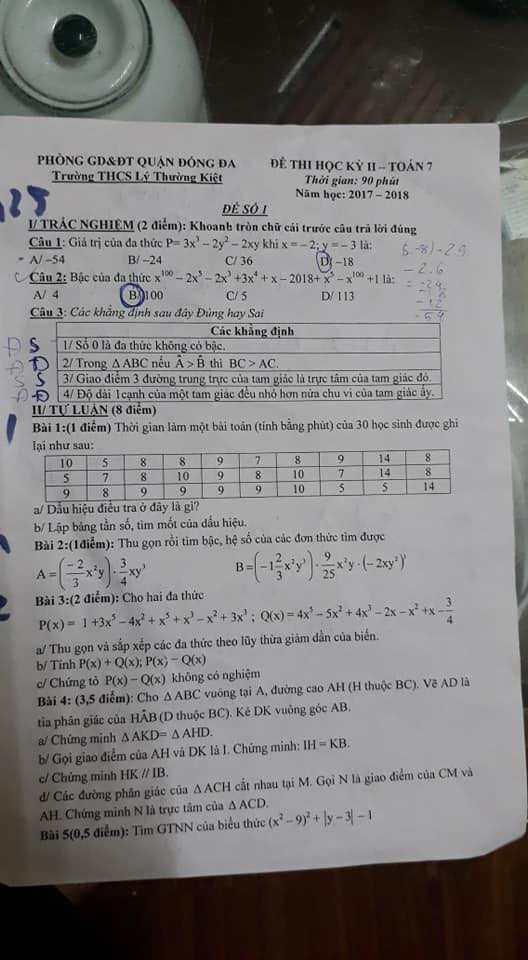 PHÒNG GD&ĐT QUẬN ĐỐNG ĐA ĐỀ THI HỌC KỲ II – TOÁN 7
Trường THCS Lý Thường Kiệt Thời gian: 90 phút
Năm học: 2017 – 2018
ĐỀ SỐ 1
I/ TRẮC NGHIỆM (2 điểm): Khoanh tròn chữ cái trước câu trả lời đúng
Câu 1: Giá trị của đa thức P= 3x³ – 2y² – 2xy khi x = – 2; y = – 3 là:
A/ –54 B/ –24 C/ 36 D/ –18
Câu 2: Bậc của đa thức x¹⁰⁰ – 2x⁵ – 2x³ +3x⁴ + x – 2018+ x⁵ – x¹⁰⁰ +1 là:
A/ 4 B/ 100 C/ 5 D/ 113
Câu 3: Các khẳng định sau đây Đúng hay Sai
Các khẳng định
Đ S 1/ Số 0 là đa thức không có bậc.
Đ Đ 2/ Trong Δ ABC nếu Â > B̂ thì BC > AC.
S S 3/ Giao điểm 3 đường trung trực của tam giác là trực tâm của tam giác đó.
Đ Đ 4/ Độ dài 1cạnh của một tam giác đều nhỏ hơn nửa chu vi của tam giác ấy.
II/ TỰ LUẬN (8 điểm)
Bài 1:(1 điểm) Thời gian làm một bài toán (tính bằng phút) của 30 học sinh được ghi
lại như sau:
10 5 8 8 9 7 8 9 14 8
5 7 8 10 9 8 10 7 14 8
9 8 9 9 9 9 10 5 5 14
a/ Dấu hiệu điều tra ở đây là gì?
b/ Lập bảng tần số, tìm mốt của dấu hiệu.
Bài 2:(1điểm): Thu gọn rồi tìm bậc, hệ số của các đơn thức tìm được
A = (-2/3 x²y) · 3/4 xy³ B = (-1 2/3 x²y³) · 9/25 x²y · (-2xy²)³
Bài 3:(2 điểm): Cho hai đa thức
P(x) = 1+3x⁵ – 4x² + x⁵ + x³ – x² + 3x³ ; Q(x) = 4x⁵ – 5x² + 4x³ – 2x – x² +x – 3/4
a/ Thu gọn và sắp xếp các đa thức theo lũy thừa giảm dần của biến.
b/ Tính P(x) + Q(x); P(x) – Q(x)
c/ Chứng tỏ P(x) – Q(x) không có nghiệm
Bài 4: (3,5 điểm): Cho Δ ABC vuông tại A, đường cao AH (H thuộc BC). Vẽ AD là
tia phân giác của HÂB (D thuộc BC). Kẻ DK vuông góc AB.
a/ Chứng minh Δ AKD= Δ AHD.
b/ Gọi giao điểm của AH và DK là I. Chứng minh: IH = KB.
c/ Chứng minh HK // IB.
d/ Các đường phân giác của Δ ACH cắt nhau tại M. Gọi N là giao điểm của CM và
AH. Chứng minh N là trực tâm của Δ ACD.
Bài 5(0,5 điểm): Tìm GTNN của biểu thức (x² – 9)² + |y – 3| – 1